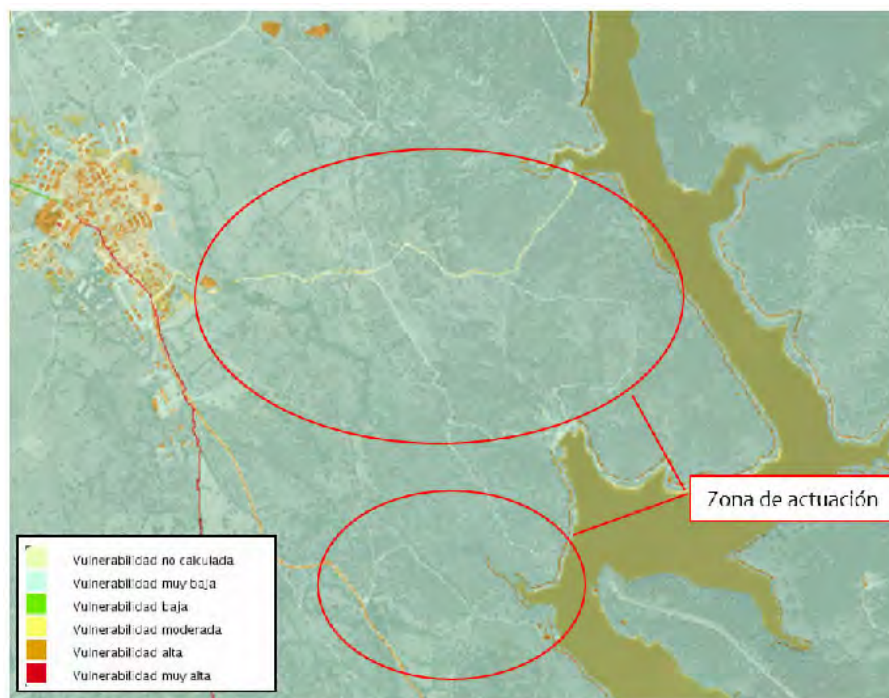 Zona de actuación
Vulnerabilidad no calculada
Vulnerabilidad muy baja
Vulnerabilidad baja
Vulnerabilidad moderada
Vulnerabilidad alta
Vulnerabilidad muy alta